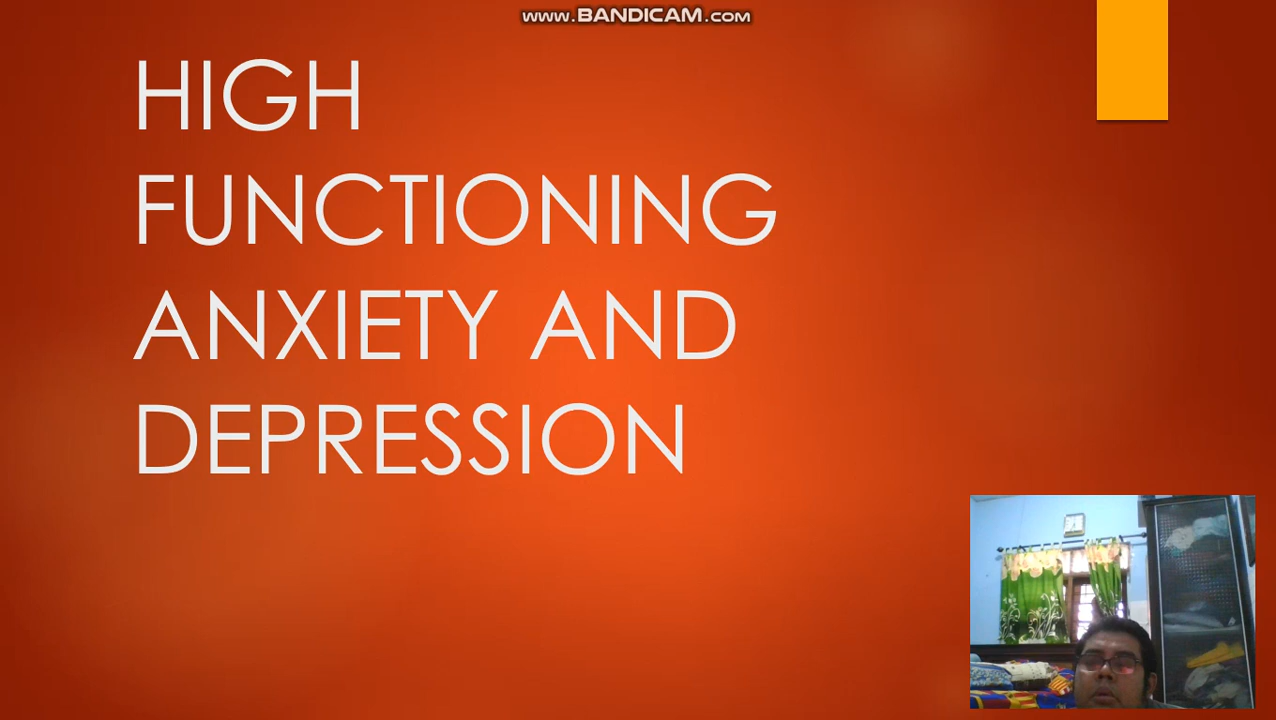 www.BANDICAM.com
HIGH
FUNCTIONING
ANXIETY AND
DEPRESSION